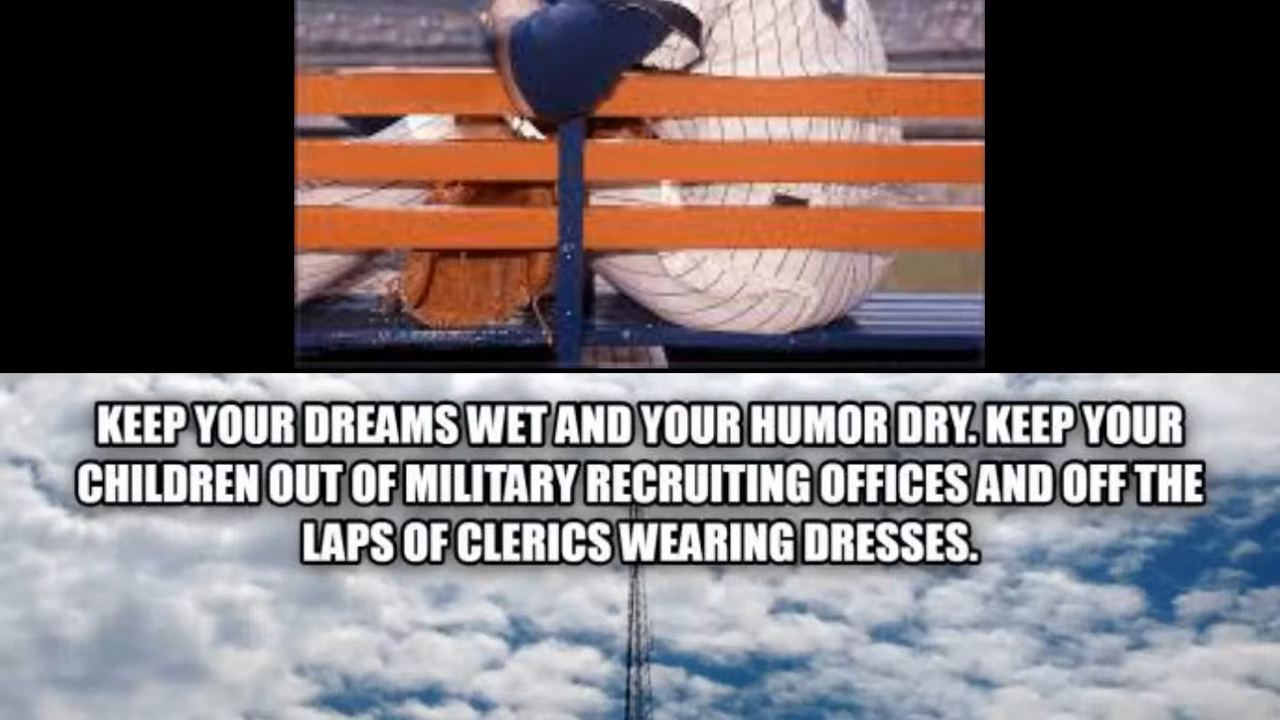 KEEP YOUR DREAMS WET AND YOUR HUMOR DRY. KEEP YOUR
CHILDREN OUT OF MILITARY RECRUITING OFFICES AND OFF THE
LAPS OF CLERICS WEARING DRESSES.